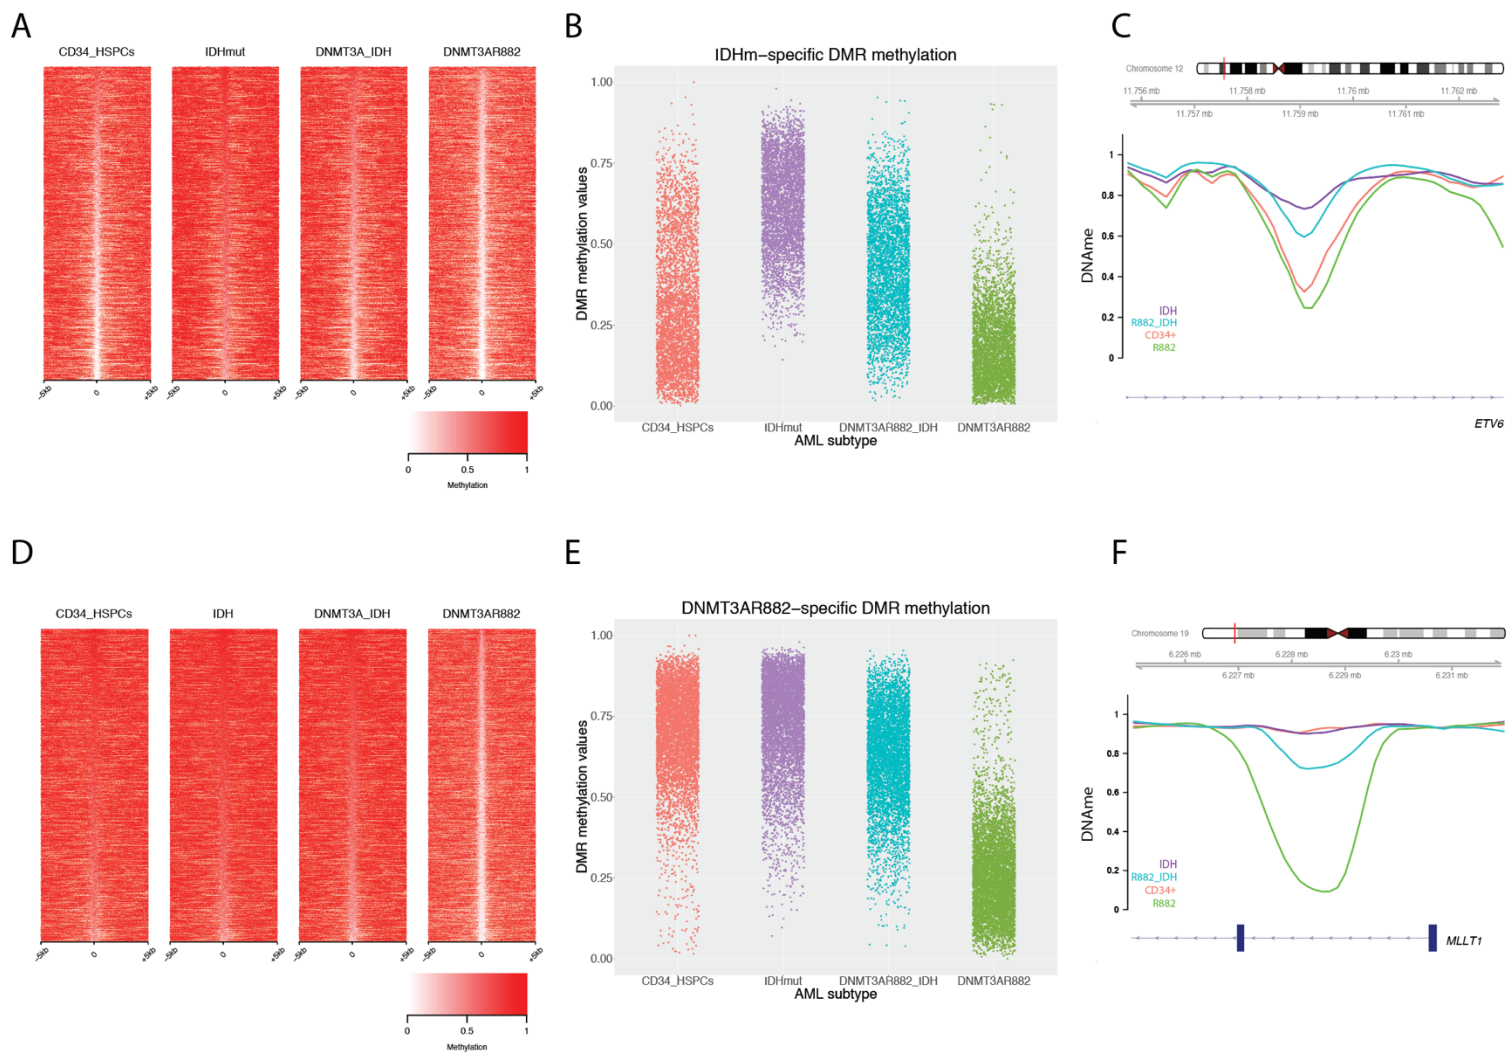 A
CD34_HSPCs IDHmut DNMT3A_IDH DNMT3AR882
-5kb 0 +5kb -5kb 0 +5kb -5kb 0 +5kb -5kb 0 +5kb
0 0.5 1
Methylation
B
IDHm-specific DMR methylation
DMR methylation values
1.00
0.75
0.50
0.25
0.00
CD34_HSPCs IDHmut DNMT3AR882_IDH DNMT3AR882
AML subtype
C
Chromosome 12
11.756 mb 11.758 mb 11.76 mb 11.762 mb
11.757 mb 11.759 mb 11.761 mb
DNAme
1
0.8
0.6
0.4
0.2
0
IDH
R882_IDH
CD34+
R882
ETV6
D
CD34_HSPCs IDH DNMT3A_IDH DNMT3AR882
-5kb 0 +5kb -5kb 0 +5kb -5kb 0 +5kb -5kb 0 +5kb
0 0.5 1
Methylation
E
DNMT3AR882-specific DMR methylation
DMR methylation values
1.00
0.75
0.50
0.25
0.00
CD34_HSPCs IDHmut DNMT3AR882_IDH DNMT3AR882
AML subtype
F
Chromosome 19
6.226 mb 6.228 mb 6.23 mb
6.227 mb 6.229 mb 6.231 mb
DNAme
1
0.8
0.6
0.4
0.2
0
IDH
R882_IDH
CD34+
R882
MLLT1